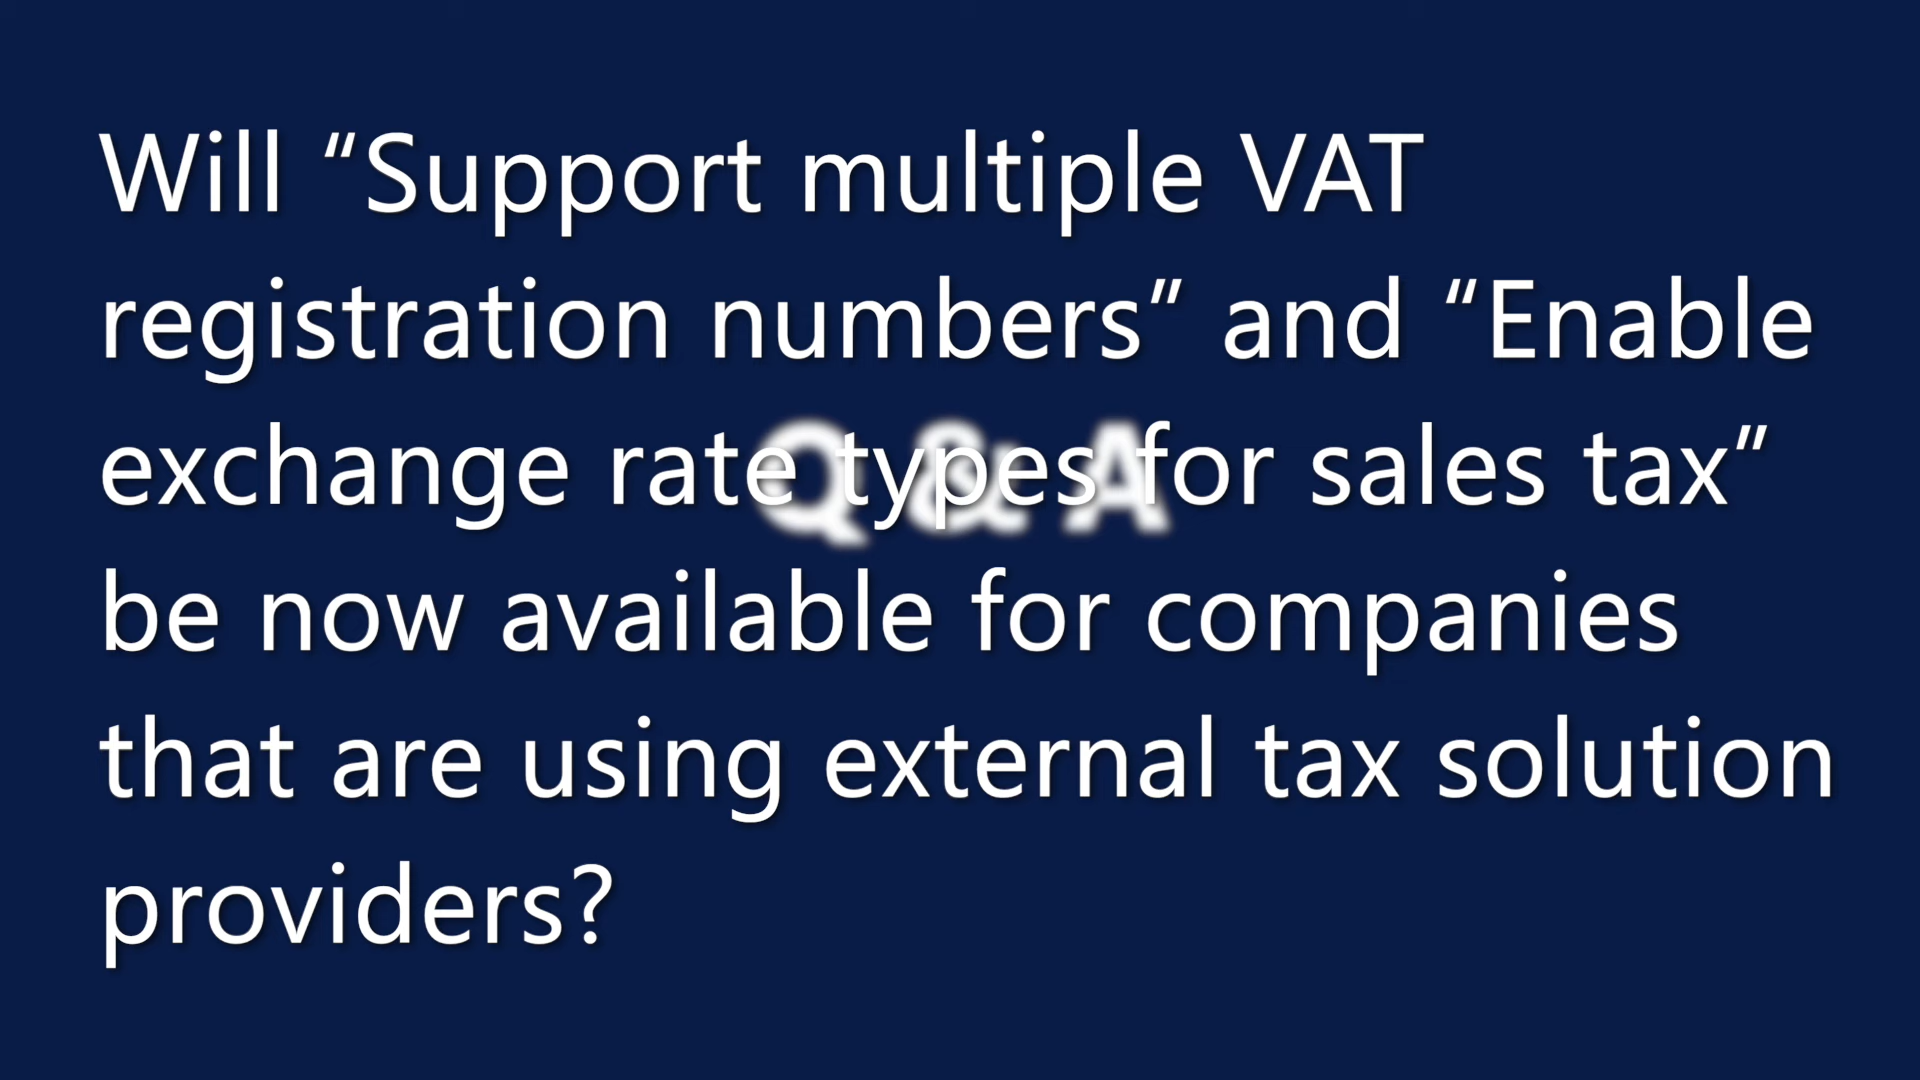 Will “Support multiple VAT
registration numbers” and “Enable
exchange rate types for sales tax”
Q & A
be now available for companies
that are using external tax solution
providers?